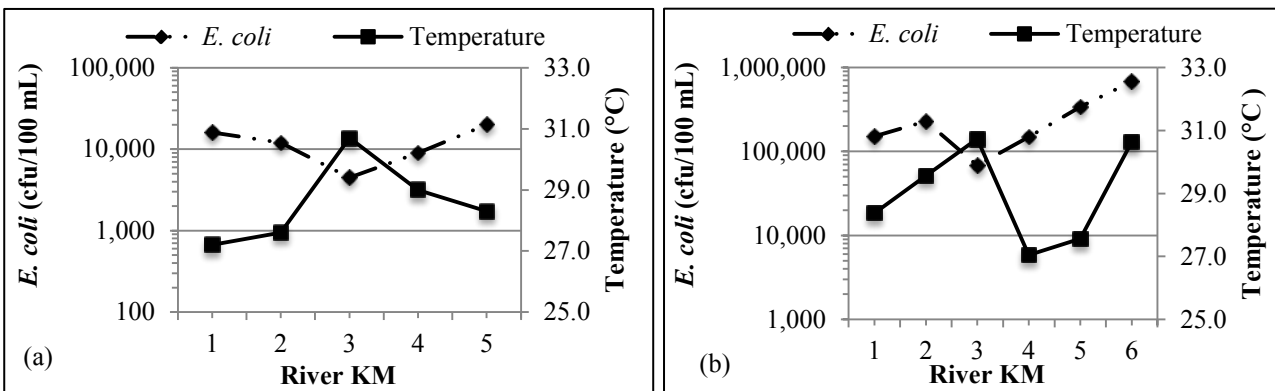 E. coli Temperature
E. coli (cfu/100 mL)
100,000
10,000
1,000
100
33.0
31.0
29.0
27.0
25.0
Temperature (°C)
1 2 3 4 5
River KM
(a)
E. coli Temperature
E. coli (cfu/100 mL)
1,000,000
100,000
10,000
1,000
33.0
31.0
29.0
27.0
25.0
Temperature (°C )
1 2 3 4 5 6
River KM
(b)